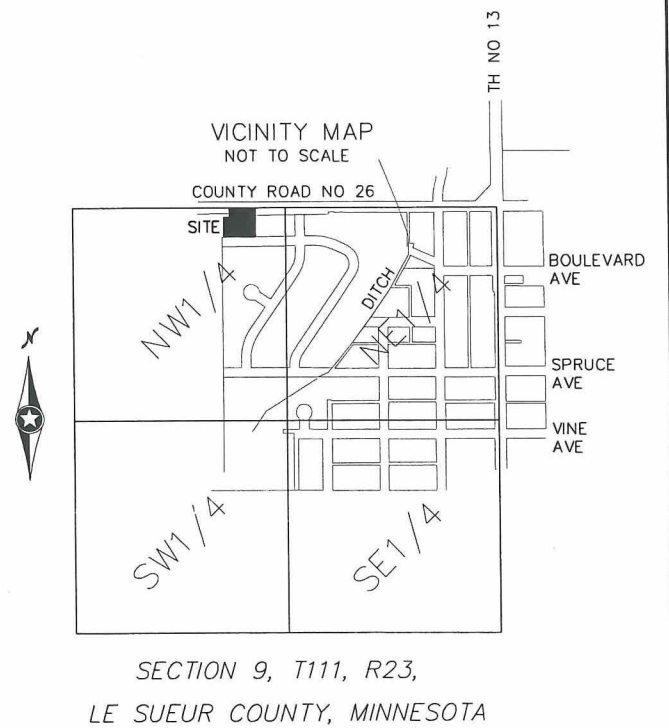 TH NO 13
VICINITY MAP
NOT TO SCALE
COUNTY ROAD NO 26
SITE
BOULEVARD
AVE
DITCH
NW1/4
NE1/4
N
SPRUCE
AVE
VINE
AVE
SW1/4
SE1/4
SECTION 9, T111, R23,
LE SUEUR COUNTY, MINNESOTA